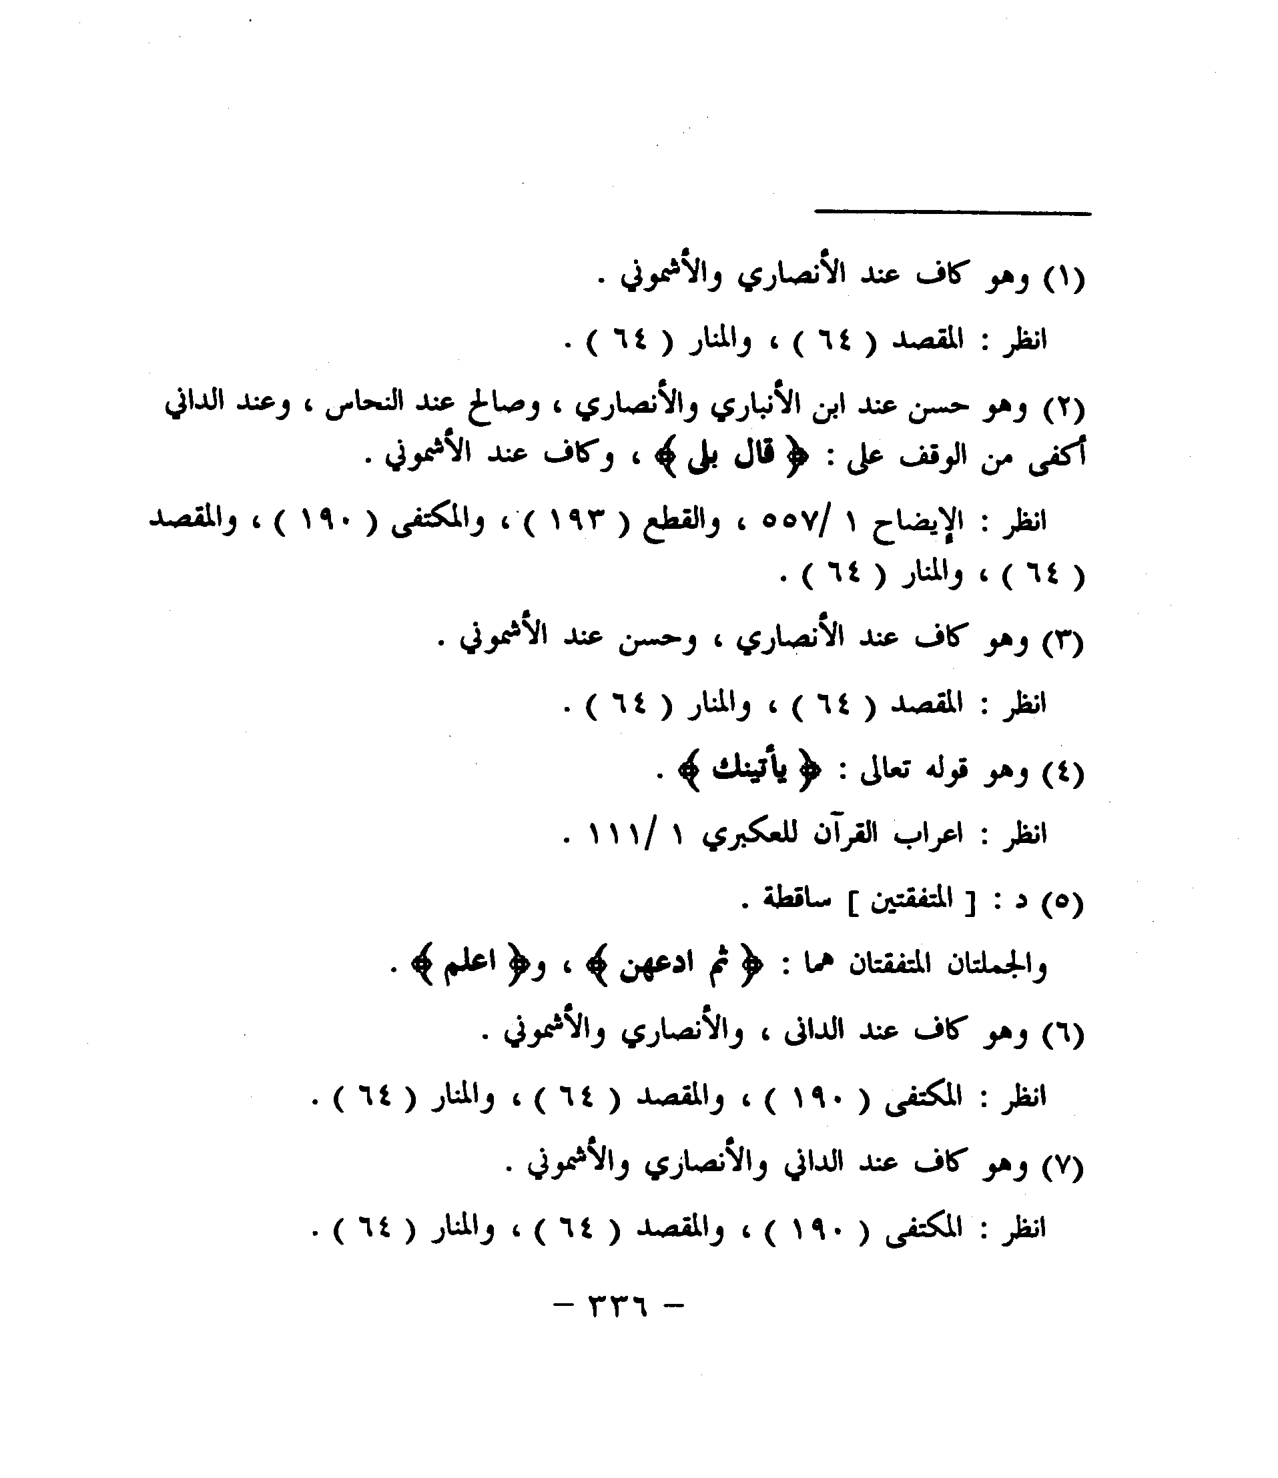 (١) وهو كاف عند الأنصاري والأشموني .
انظر : المقصد ( ٦٤ ) ، والمنار ( ٦٤ ) .
(٢) وهو حسن عند ابن الأنباري والأنصاري ، وصالح عند النحاس ، وعند الداني
أكفى من الوقف على : ﴿ قال بلى ﴾ ، وكاف عند الأشموني .
انظر : الإيضاح ١ /٥٥٧ ، والقطع ( ١٩٣ ) ، والمكتفى ( ١٩٠ ) ، والمقصد
( ٦٤ ) ، والمنار ( ٦٤ ) .
(٣) وهو كاف عند الأنصاري ، وحسن عند الأشموني .
انظر : المقصد ( ٦٤ ) ، والمنار ( ٦٤ ) .
(٤) وهو قوله تعالى : ﴿ يأتينك ﴾ .
انظر : اعراب القرآن للعكبري ١ /١١١ .
(٥) د : [ المتفقتين ] ساقطة .
والجملتان المتفقتان هما : ﴿ ثم ادعهن ﴾ ، و﴿ اعلم ﴾ .
(٦) وهو كاف عند الدانى ، والأنصاري والأشموني .
انظر : المكتفى ( ١٩٠ ) ، والمقصد ( ٦٤ ) ، والمنار ( ٦٤ ) .
(٧) وهو كاف عند الداني والأنصاري والأشموني .
انظر : المكتفى ( ١٩٠ ) ، والمقصد ( ٦٤ ) ، والمنار ( ٦٤ ) .
– ٣٣٦ –